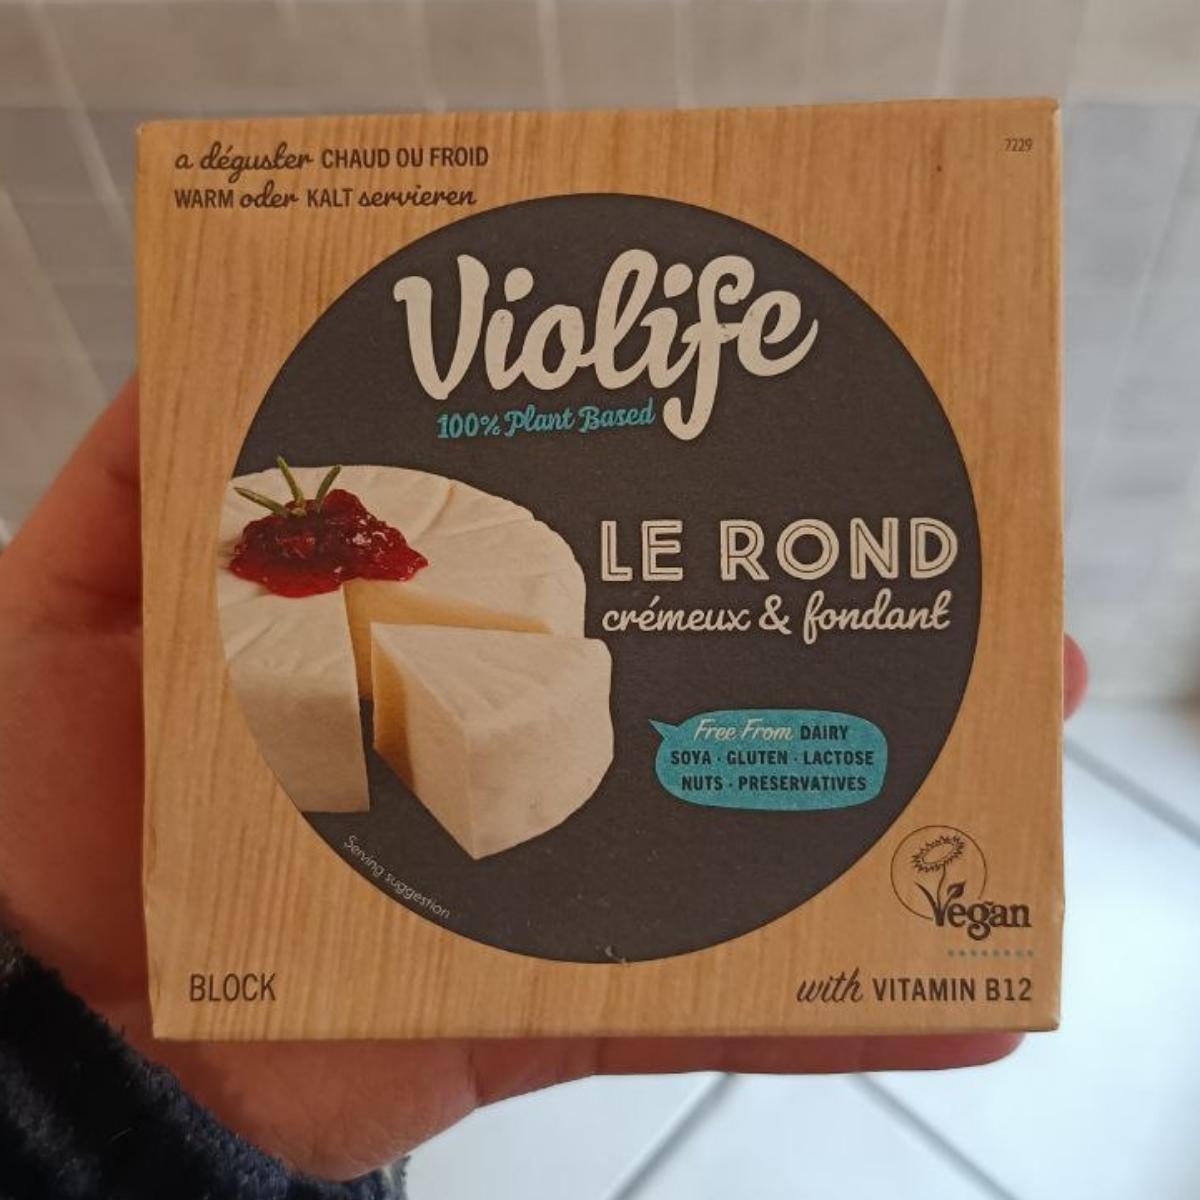 a déguster CHAUD OU FROID
WARM oder KALT servieren
7229
Violife
100% Plant Based
LE ROND
crémeux & fondant
Free From DAIRY
SOYA · GLUTEN · LACTOSE
NUTS · PRESERVATIVES
Serving suggestion
Vegan
BLOCK
with VITAMIN B12